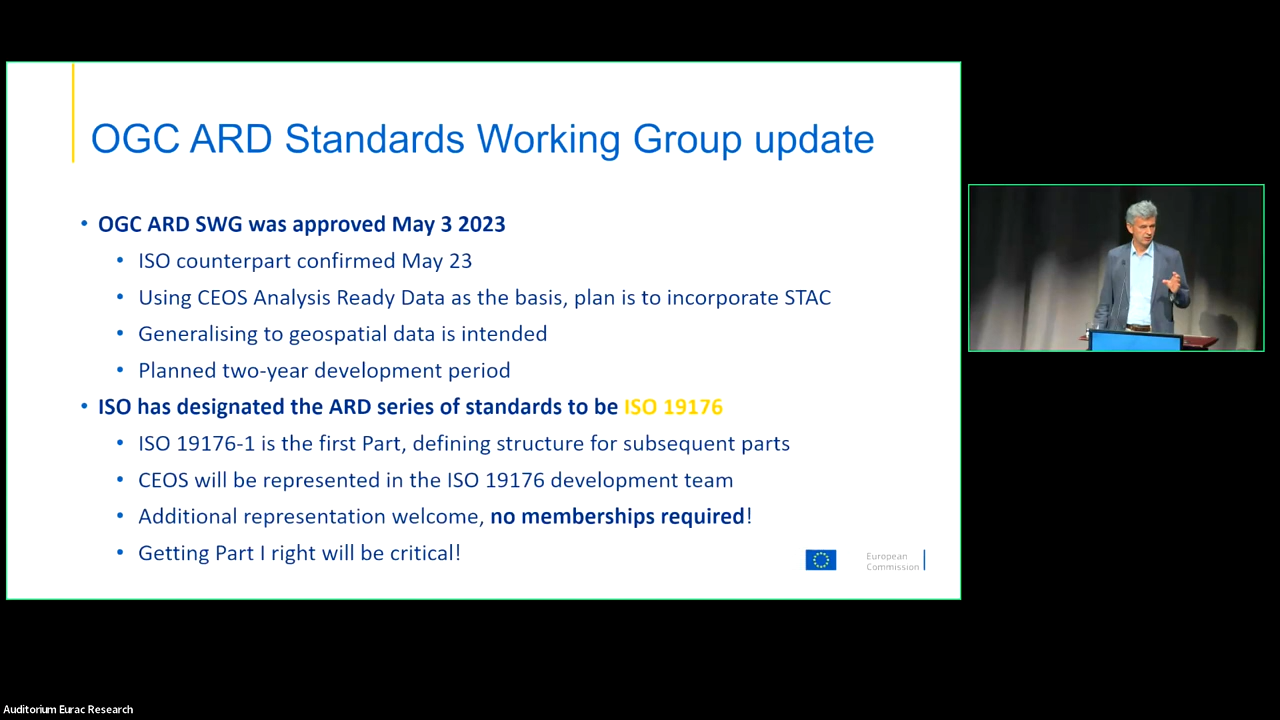 OGC ARD Standards Working Group update
• OGC ARD SWG was approved May 3 2023
• ISO counterpart confirmed May 23
• Using CEOS Analysis Ready Data as the basis, plan is to incorporate STAC
• Generalising to geospatial data is intended
• Planned two-year development period
• ISO has designated the ARD series of standards to be ISO 19176
• ISO 19176-1 is the first Part, defining structure for subsequent parts
• CEOS will be represented in the ISO 19176 development team
• Additional representation welcome, no memberships required!
• Getting Part I right will be critical!
European
Commission
Auditorium Eurac Research